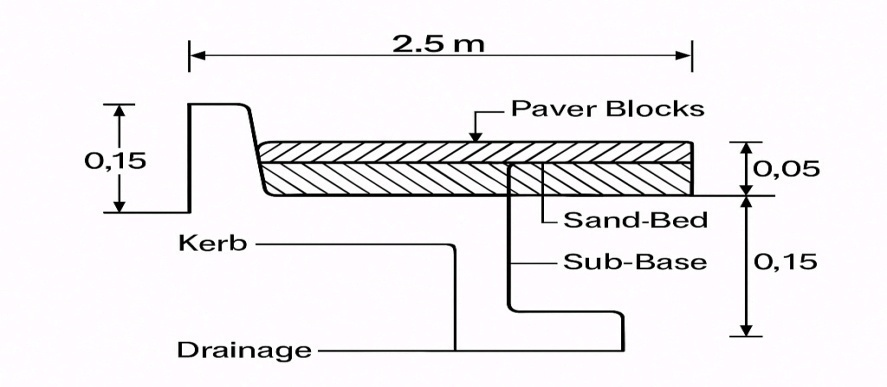 2.5 m
Paver Blocks
0,15
0,05
Sand-Bed
Kerb
Sub-Base
0,15
Drainage